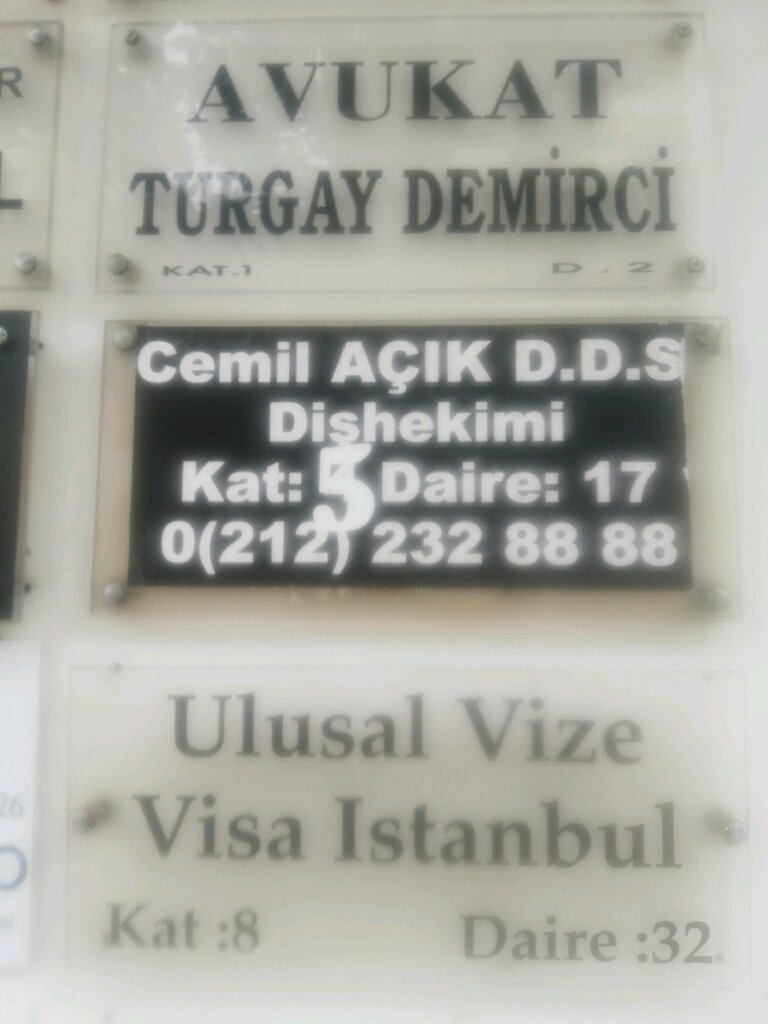 R
L
AVUKAT
TURGAY DEMİRCİ
KAT.1 D.2
Cemil AÇIK D.D.S
Dişhekimi
Kat: 5 Daire: 17
0(212) 232 88 88
Ulusal Vize
Visa Istanbul
Kat :8 Daire :32
26
O